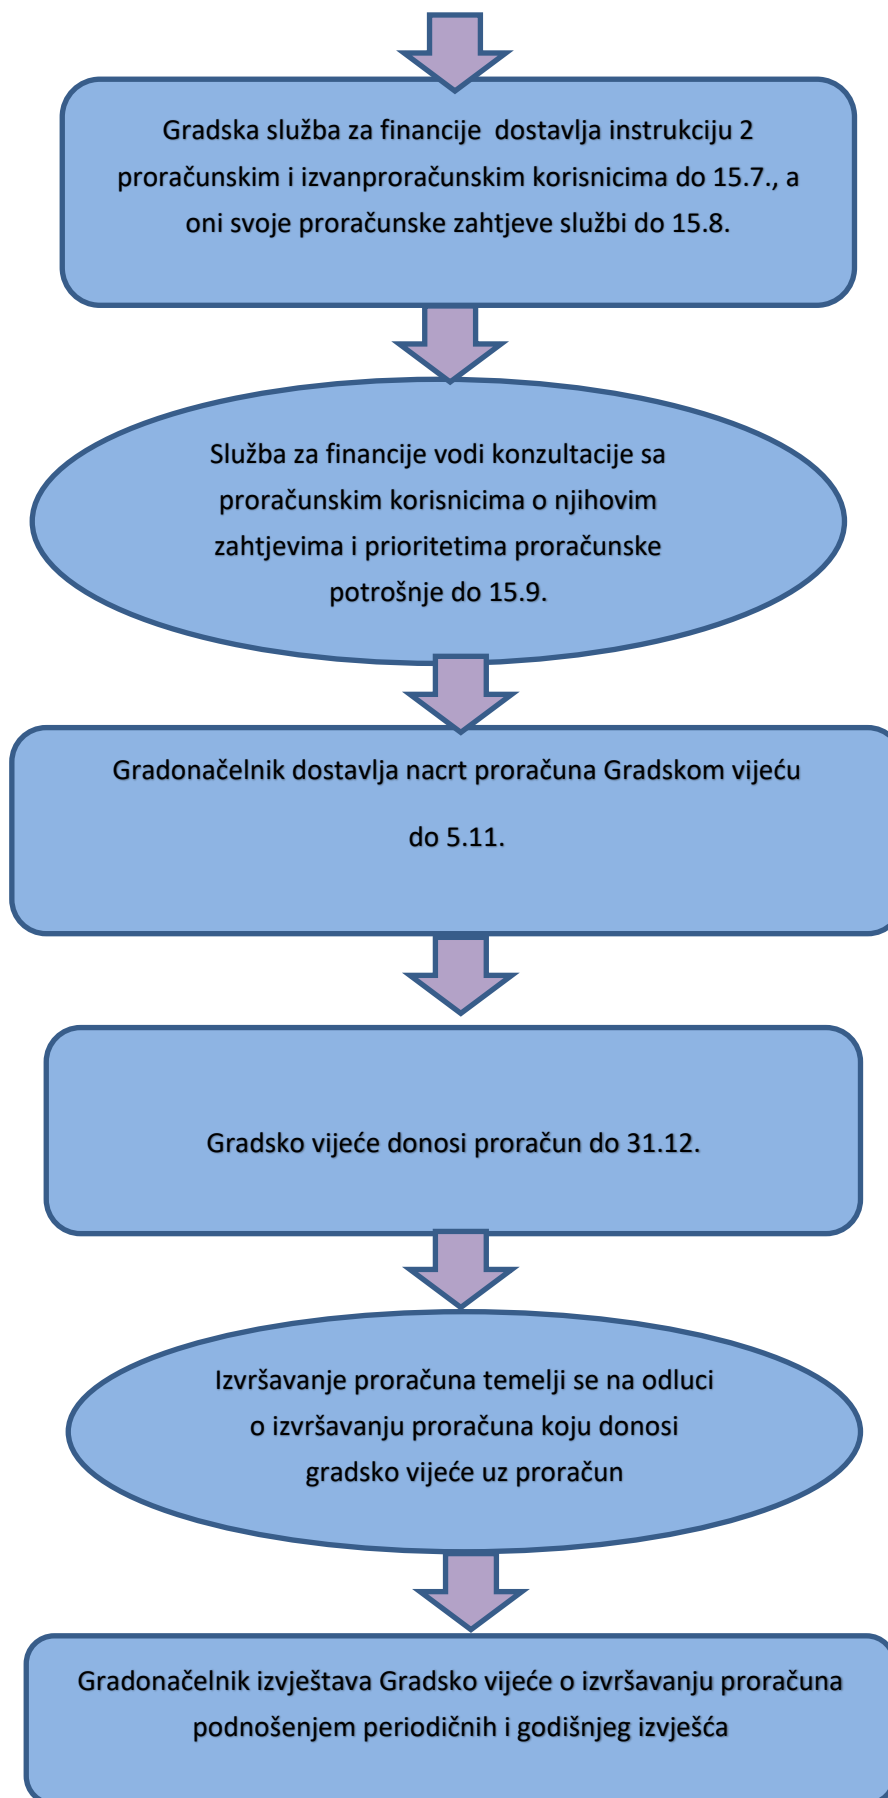 Gradska služba za financije dostavlja instrukciju 2
proračunskim i izvanproračunskim korisnicima do 15.7., a
oni svoje proračunske zahtjeve službi do 15.8.
Služba za financije vodi konzultacije sa
proračunskim korisnicima o njihovim
zahtjevima i prioritetima proračunske
potrošnje do 15.9.
Gradonačelnik dostavlja nacrt proračuna Gradskom vijeću
do 5.11.
Gradsko vijeće donosi proračun do 31.12.
Izvršavanje proračuna temelji se na odluci
o izvršavanju proračuna koju donosi
gradsko vijeće uz proračun
Gradonačelnik izvještava Gradsko vijeće o izvršavanju proračuna
podnošenjem periodičnih i godišnjeg izvješća